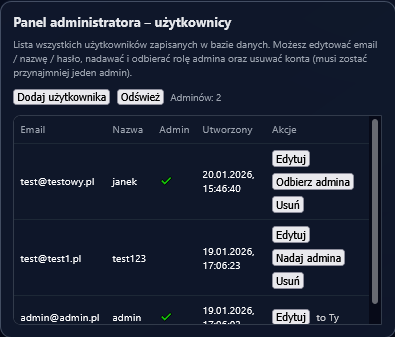 Panel administratora – użytkownicy
Lista wszystkich użytkowników zapisanych w bazie danych. Możesz edytować email
/ nazwę / hasło, nadawać i odbierać rolę admina oraz usuwać konta (musi zostać
przynajmniej jeden admin).
Dodaj użytkownika Odśwież Adminów: 2
Email Nazwa Admin Utworzony Akcje
test@testowy.pl janek ✓ 20.01.2026,
15:46:40
Edytuj
Odbierz admina
Usuń
test@test1.pl test123 19.01.2026,
17:06:23
Edytuj
Nadaj admina
Usuń
admin@admin.pl admin ✓ 19.01.2026,
Edytuj to Ty